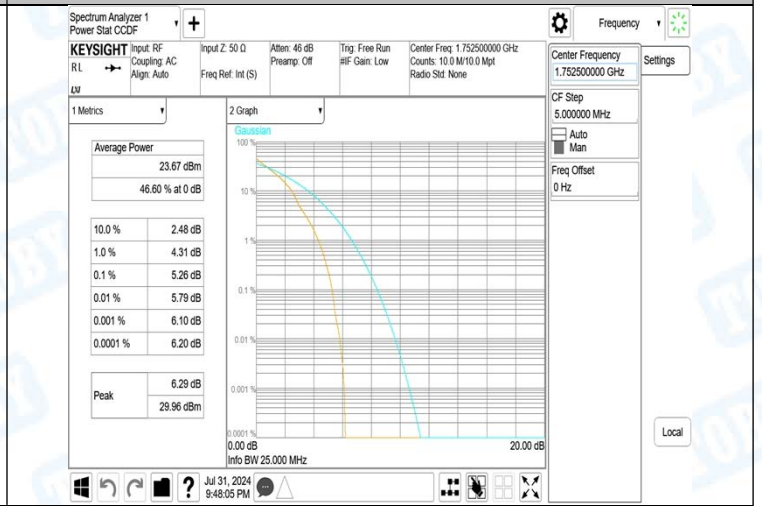 Spectrum Analyzer 1
Power Stat CCDF
Frequency
KEYSIGHT
RL
LXI
Input: RF
Coupling: AC
Align: Auto
Input Z: 50 Ω
Freq Ref: Int (S)
Atten: 46 dB
Preamp: Off
Trig: Free Run
#IF Gain: Low
Center Freq: 1.752500000 GHz
Counts: 10.0 M/10.0 Mpt
Radio Std: None
Center Frequency
1.752500000 GHz
Settings
CF Step
5.000000 MHz
Auto
Man
Freq Offset
0 Hz
1 Metrics
2 Graph
Average Power
23.67 dBm
46.60 % at 0 dB
10.0 % 2.48 dB
1.0 % 4.31 dB
0.1 % 5.26 dB
0.01 % 5.79 dB
0.001 % 6.10 dB
0.0001 % 6.20 dB
Peak
6.29 dB
29.96 dBm
Gaussian
100 %
10 %
1 %
0.1 %
0.01 %
0.001 %
0.0001 %
0.00 dB 20.00 dB
Info BW 25.000 MHz
Local
?
Jul 31, 2024
9:48:05 PM